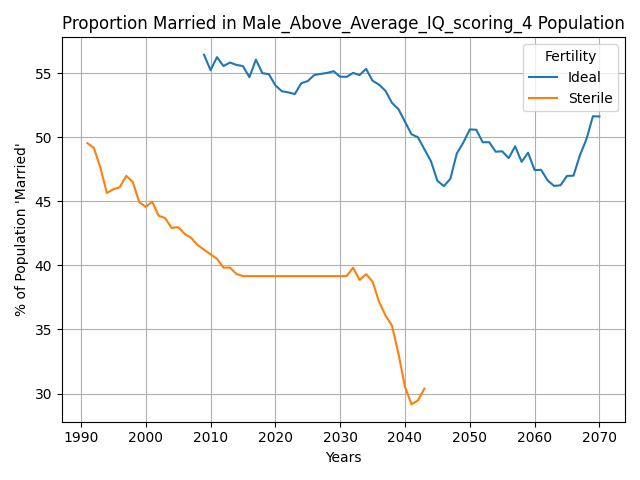 Proportion Married in Male_Above_Average_IQ_scoring_4 Population
Fertility
Ideal
Sterile
% of Population 'Married'
55
50
45
40
35
30
1990 2000 2010 2020 2030 2040 2050 2060 2070
Years